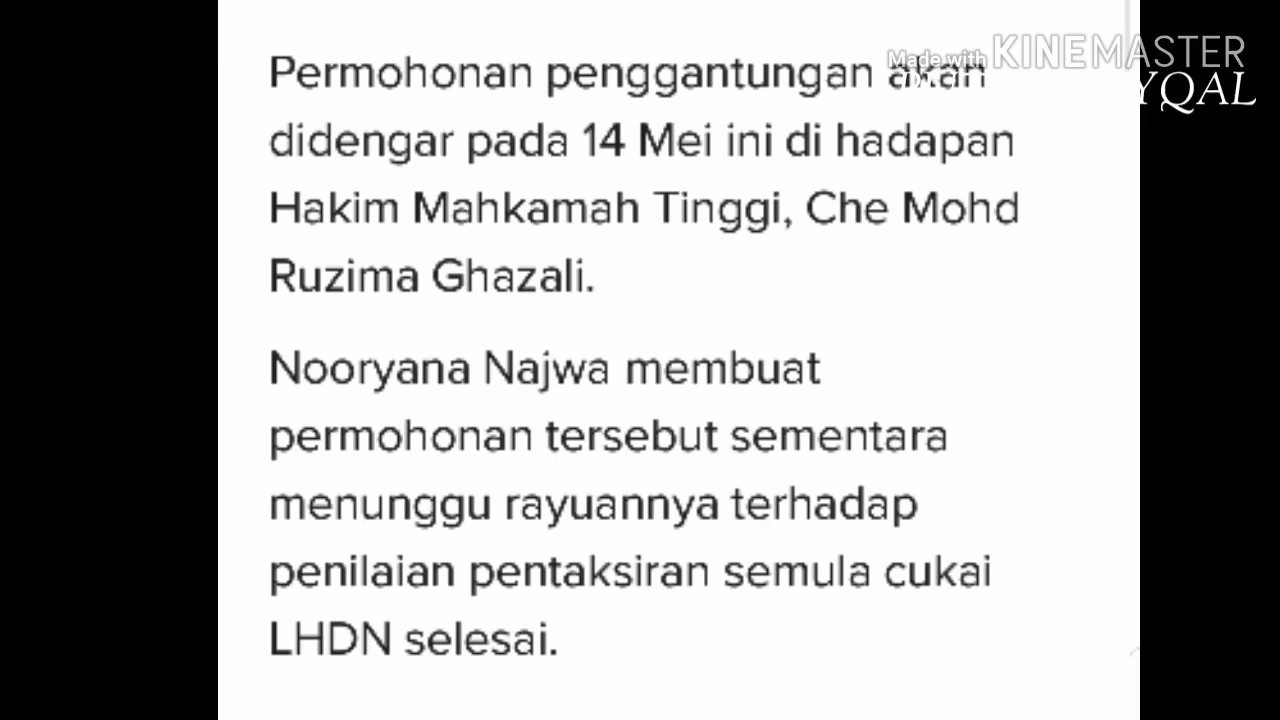 Made with KINEMASTER
YQAL
Permohonan penggantungan akan
didengar pada 14 Mei ini di hadapan
Hakim Mahkamah Tinggi, Che Mohd
Ruzima Ghazali.
Nooryana Najwa membuat
permohonan tersebut sementara
menunggu rayuannya terhadap
penilaian pentaksiran semula cukai
LHDN selesai.